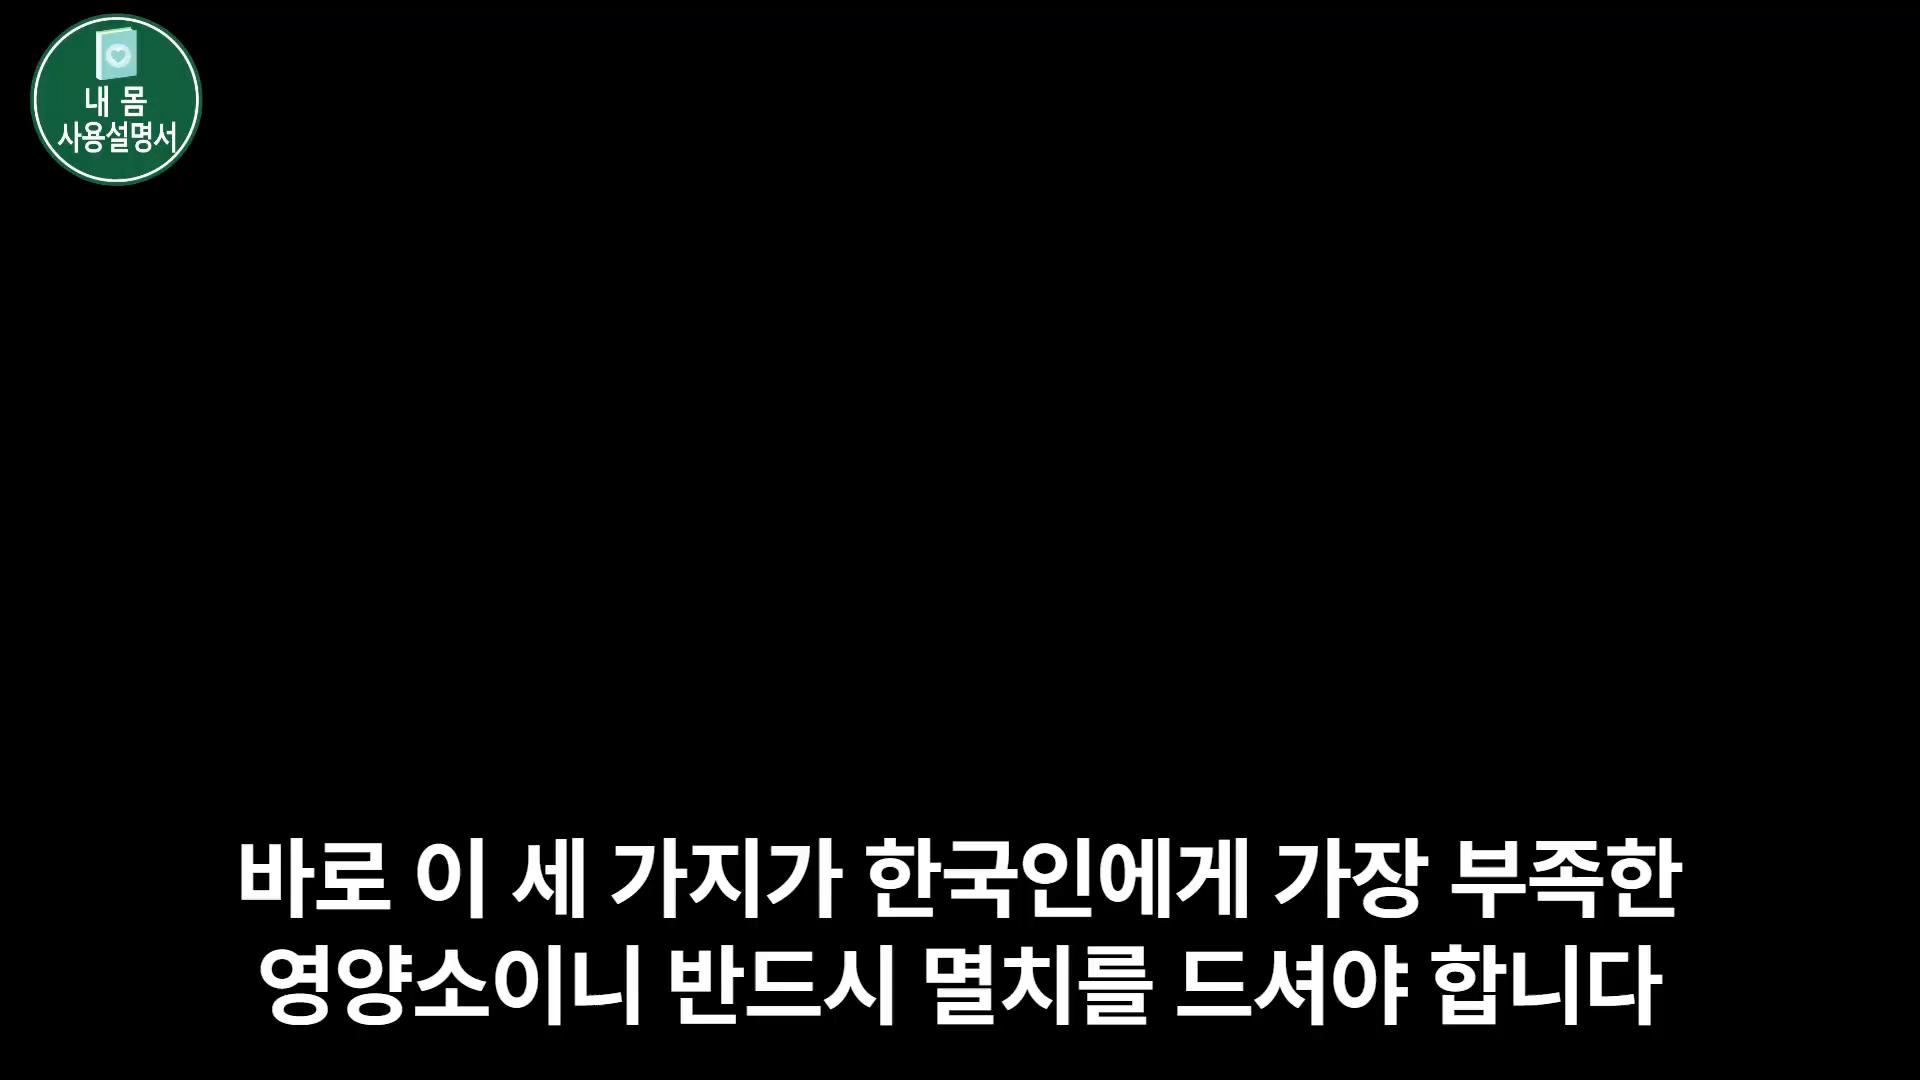 내 몸
사용설명서
바로 이 세 가지가 한국인에게 가장 부족한
영양소이니 반드시 멸치를 드셔야 합니다